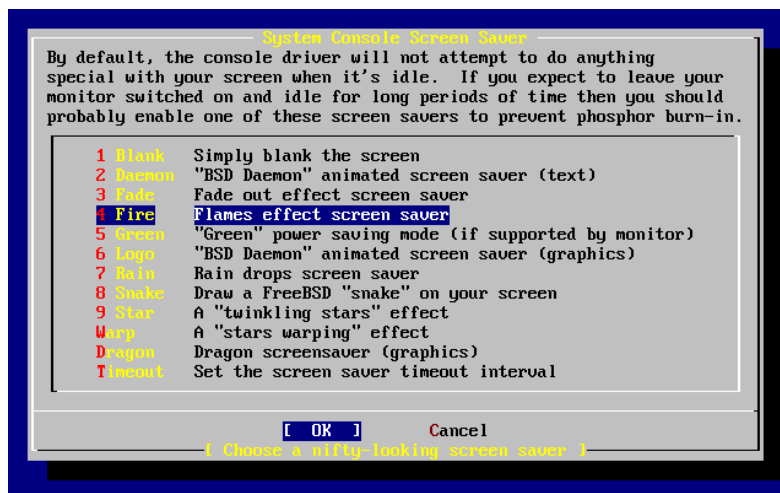 System Console Screen Saver
By default, the console driver will not attempt to do anything
special with your screen when it's idle.  If you expect to leave your
monitor switched on and idle for long periods of time then you should
probably enable one of these screen savers to prevent phosphor burn-in.
1 Blank    Simply blank the screen
2 Daemon   "BSD Daemon" animated screen saver (text)
3 Fade     Fade out effect screen saver
4 Fire     Flames effect screen saver
5 Green    "Green" power saving mode (if supported by monitor)
6 Logo     "BSD Daemon" animated screen saver (graphics)
7 Rain     Rain drops screen saver
8 Snake    Draw a FreeBSD "snake" on your screen
9 Star     A "twinkling stars" effect
Warp       A "stars warping" effect
Dragon     Dragon screensaver (graphics)
Timeout    Set the screen saver timeout interval
[  OK  ]       Cancel
[ Choose a nifty-looking screen saver ]